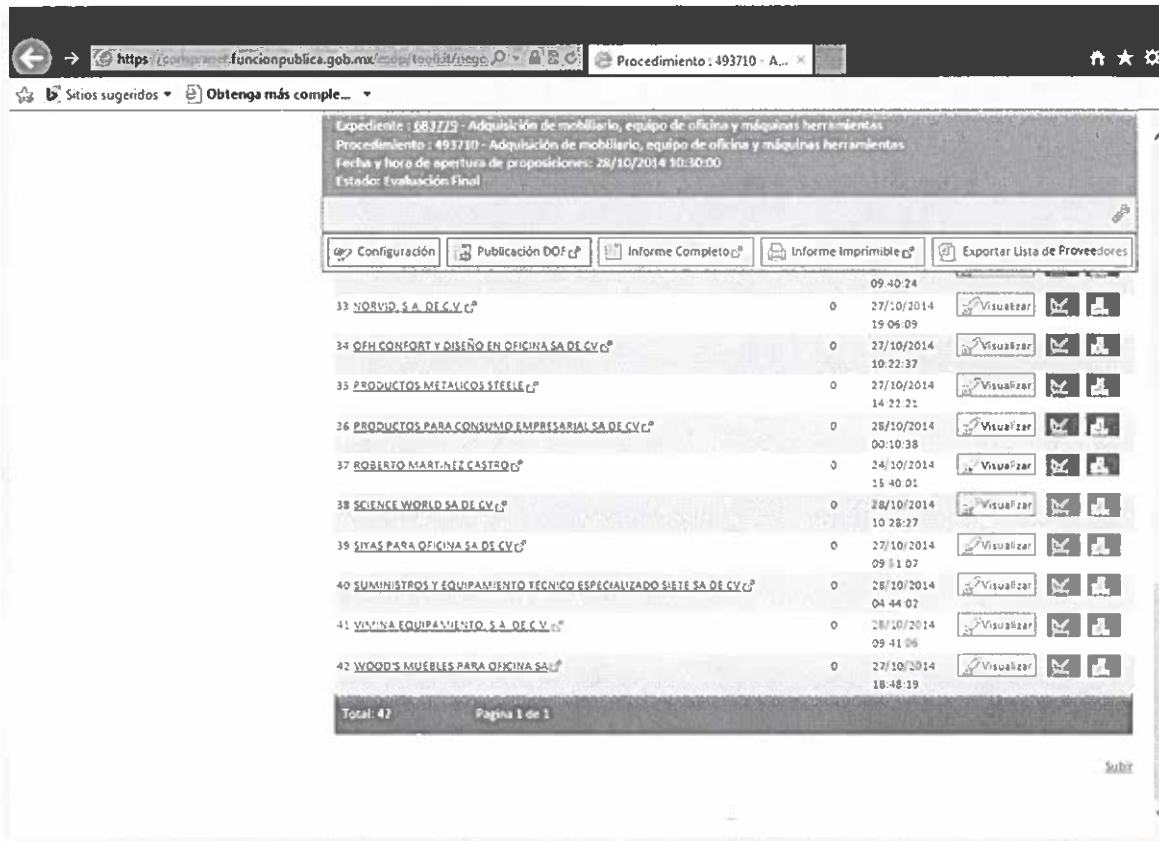 https://compranet.funcionpublica.gob.mx/esop/toolkit/nego
Procedimiento : 493710 - A...
Sitios sugeridos Obtenga más comple...
Expediente : 683779 - Adquisición de mobiliario, equipo de oficina y máquinas herramientas
Procedimiento : 493710 - Adquisición de mobiliario, equipo de oficina y máquinas herramientas
Fecha y hora de apertura de proposiciones: 28/10/2014 10:30:00
Estado: Evaluación Final
Configuración Publicación DOF Informe Completo Informe Imprimible Exportar Lista de Proveedores
09:40:24
33 NORVID, S.A. DE C.V. 0 27/10/2014 Visualizar
19:06:09
34 OFH CONFORT Y DISEÑO EN OFICINA SA DE CV 0 27/10/2014 Visualizar
10:22:37
35 PRODUCTOS METALICOS STEELE 0 27/10/2014 Visualizar
14:22:21
36 PRODUCTOS PARA CONSUMO EMPRESARIAL SA DE CV 0 28/10/2014 Visualizar
00:10:38
37 ROBERTO MARTINEZ CASTRO 0 24/10/2014 Visualizar
15:40:01
38 SCIENCE WORLD SA DE CV 0 28/10/2014 Visualizar
10:28:27
39 SIYAS PARA OFICINA SA DE CV 0 27/10/2014 Visualizar
09:51:07
40 SUMINISTROS Y EQUIPAMIENTO TÉCNICO ESPECIALIZADO SIETE SA DE CV 0 28/10/2014 Visualizar
04:44:02
41 EQUIPAMIENTO, S.A. DE C.V. 0 28/10/2014 Visualizar
09:41:06
42 WOOD'S MUEBLES PARA OFICINA SA 0 27/10/2014 Visualizar
18:48:19
Total: 42 Pagina 1 de 1
Subir